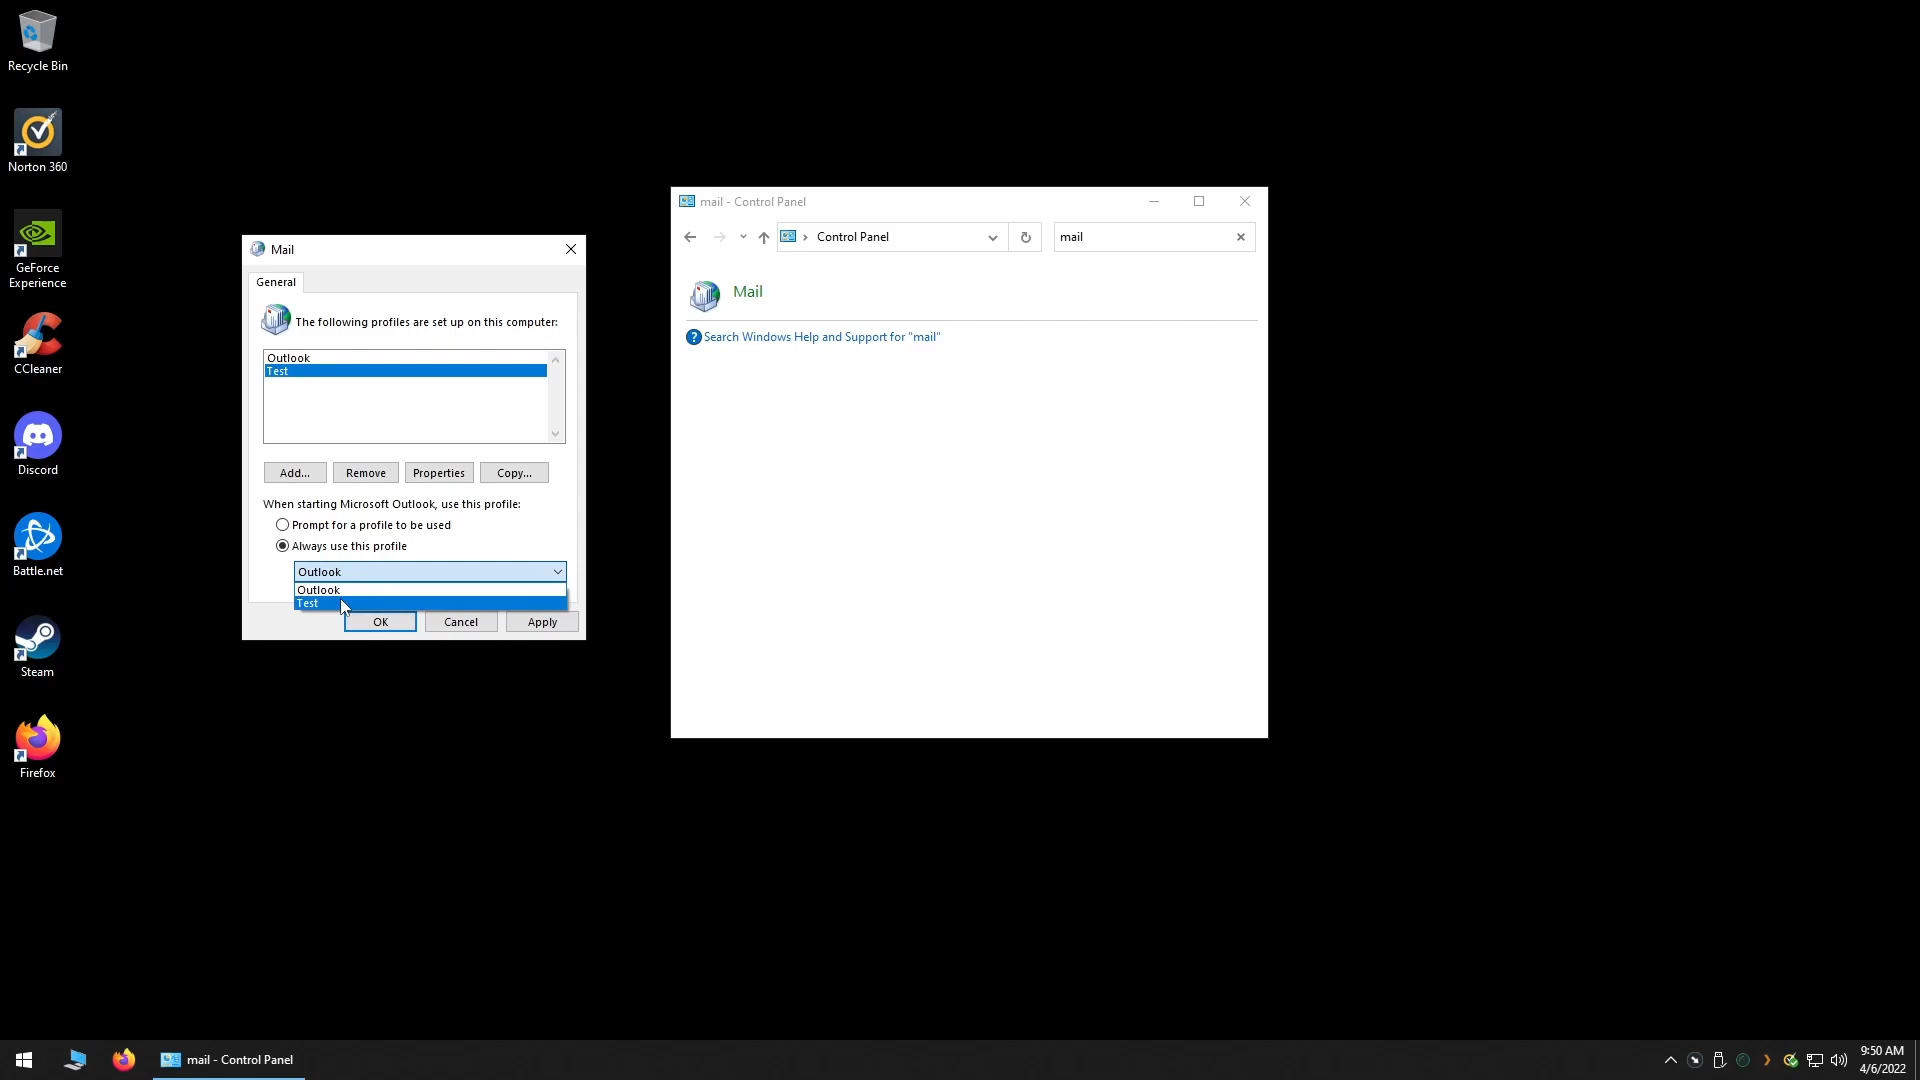 Recycle Bin
Norton 360
GeForce
Experience
CCleaner
Discord
Battle.net
Steam
Firefox
Mail
General
The following profiles are set up on this computer:
Outlook
Test
Add...
Remove
Properties
Copy...
When starting Microsoft Outlook, use this profile:
Prompt for a profile to be used
Always use this profile
Outlook
Outlook
Test
OK
Cancel
Apply
mail - Control Panel
Control Panel
mail
Mail
Search Windows Help and Support for "mail"
mail - Control Panel
9:50 AM
4/6/2022